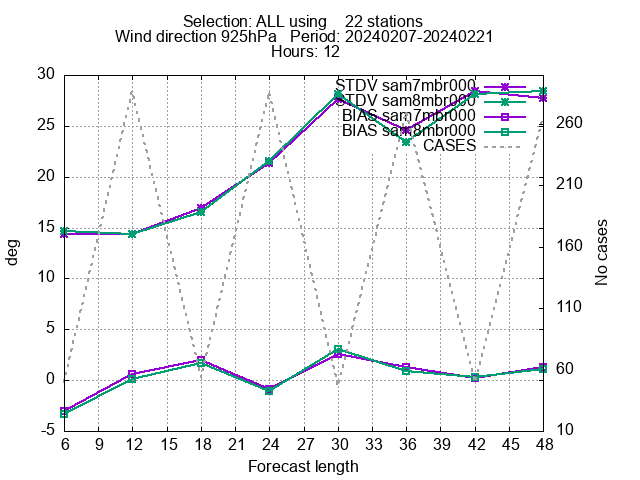 Selection: ALL using    22 stations
Wind direction 925hPa   Period: 20240207-20240221
Hours: 12
STDV sam7mbr000
STDV sam8mbr000
BIAS sam7mbr000
BIAS sam8mbr000
CASES
30
25
20
15
10
5
0
-5
deg
260
210
160
110
60
10
No cases
6 9 12 15 18 21 24 27 30 33 36 39 42 45 48
Forecast length